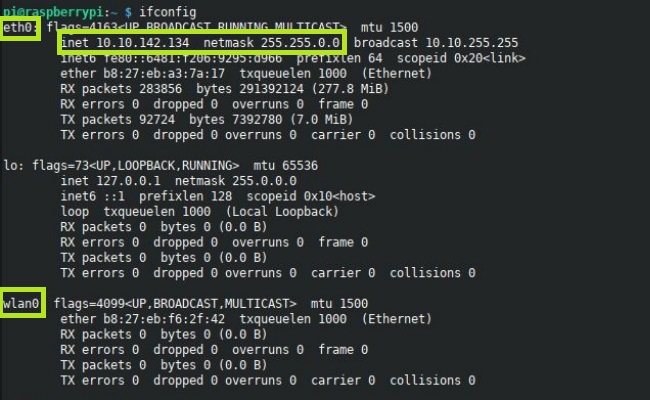 pi@raspberrypi:~ $ ifconfig
eth0: flags=4163<UP,BROADCAST,RUNNING,MULTICAST>  mtu 1500
inet 10.10.142.134  netmask 255.255.0.0  broadcast 10.10.255.255
inet6 fe80::6481:f206:9295:d966  prefixlen 64  scopeid 0x20<link>
ether b8:27:eb:a3:7a:17  txqueuelen 1000  (Ethernet)
RX packets 283856  bytes 291392124 (277.8 MiB)
RX errors 0  dropped 0  overruns 0  frame 0
TX packets 92724  bytes 7392780 (7.0 MiB)
TX errors 0  dropped 0 overruns 0  carrier 0  collisions 0
lo: flags=73<UP,LOOPBACK,RUNNING>  mtu 65536
inet 127.0.0.1  netmask 255.0.0.0
inet6 ::1  prefixlen 128  scopeid 0x10<host>
loop  txqueuelen 1000  (Local Loopback)
RX packets 0  bytes 0 (0.0 B)
RX errors 0  dropped 0  overruns 0  frame 0
TX packets 0  bytes 0 (0.0 B)
TX errors 0  dropped 0 overruns 0  carrier 0  collisions 0
wlan0  flags=4099<UP,BROADCAST,MULTICAST>  mtu 1500
ether b8:27:eb:f6:2f:42  txqueuelen 1000  (Ethernet)
RX packets 0  bytes 0 (0.0 B)
RX errors 0  dropped 0  overruns 0  frame 0
TX packets 0  bytes 0 (0.0 B)
TX errors 0  dropped 0 overruns 0  carrier 0  collisions 0